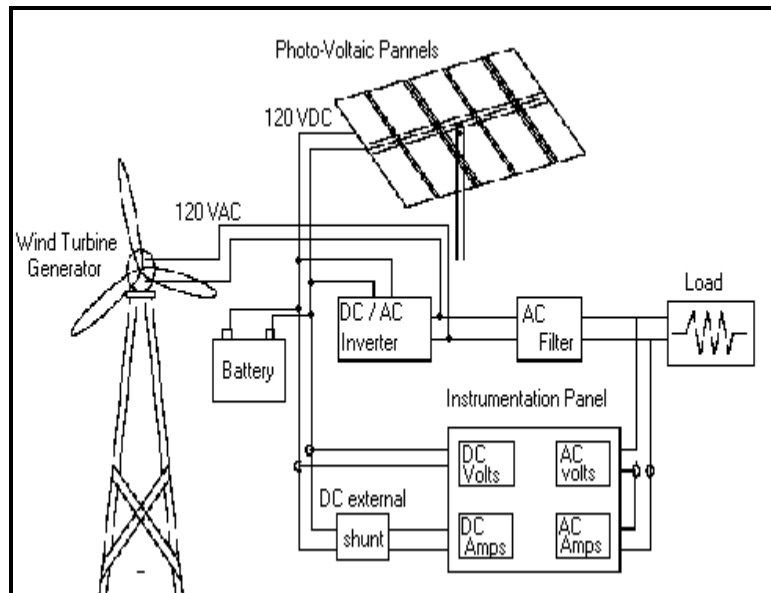 Photo-Voltaic Pannels
120 VDC
120 VAC
Wind Turbine
Generator
Load
DC / AC
Inverter
AC
Filter
Battery
Instrumentation Panel
DC
Volts
AC
volts
DC external
shunt
DC
Amps
AC
Amps